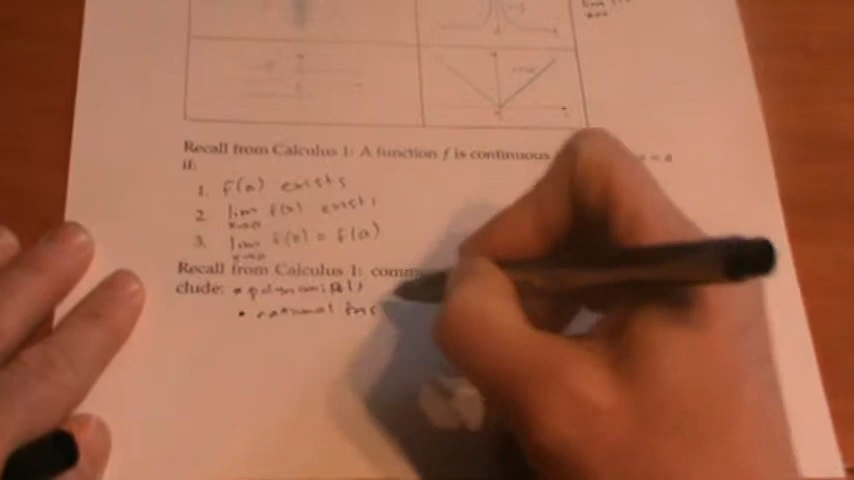 Recall from Calculus 1: A function f is continuous = a
if:
1. f(a) exists
2. lim f(x) exists
x→a
3. lim f(x) = f(a)
x→a
Recall from Calculus 1: comm
clude: • polynomials
• rational fns